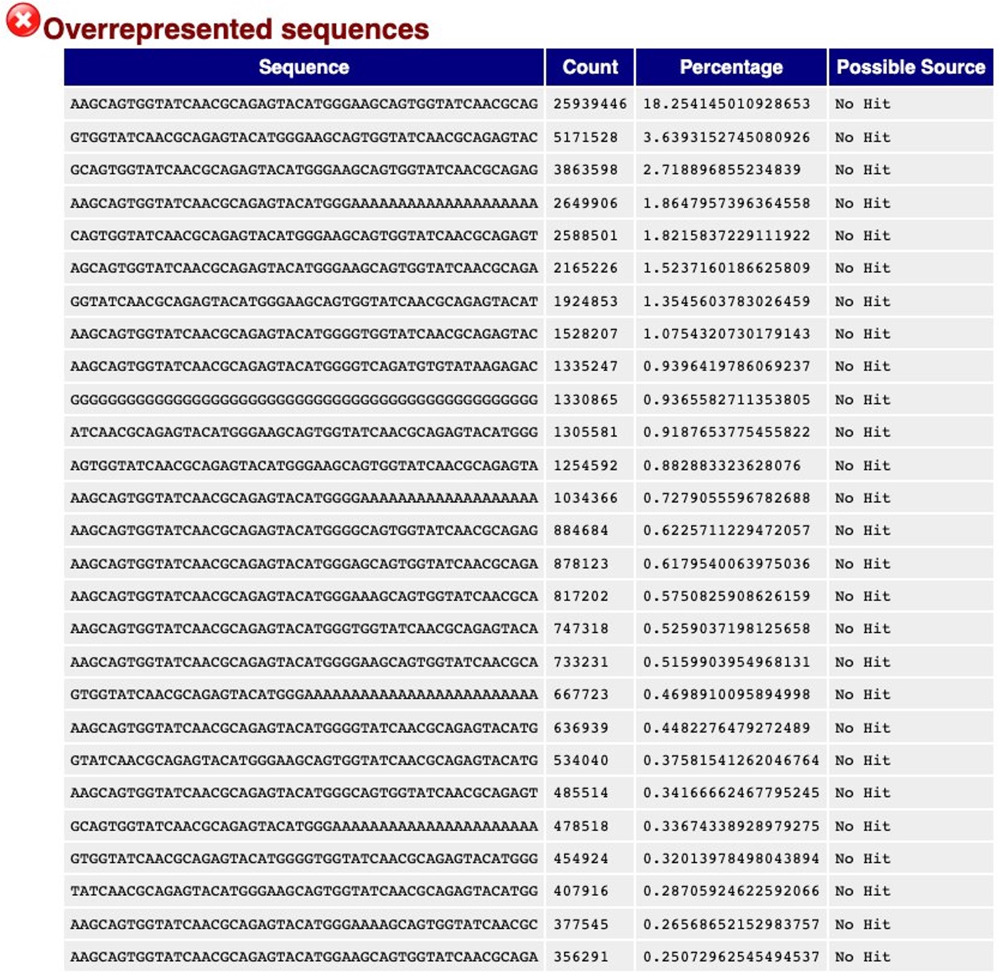 Overrepresented sequences
Sequence Count Percentage Possible Source
AAGCAGTGGTATCAACGCAGAGTACATGGGAAGCAGTGGTATCAACGCAG 25939446 18.254145010928653 No Hit
GTGGTATCAACGCAGAGTACATGGGAAGCAGTGGTATCAACGCAGAGTAC 5171528 3.6393152745080926 No Hit
GCAGTGGTATCAACGCAGAGTACATGGGAAGCAGTGGTATCAACGCAGAG 3863598 2.718896855234839 No Hit
AAGCAGTGGTATCAACGCAGAGTACATGGGAAAAAAAAAAAAAAAAAAAA 2649906 1.8647957396364558 No Hit
CAGTGGTATCAACGCAGAGTACATGGGAAGCAGTGGTATCAACGCAGAGT 2588501 1.8215837229111922 No Hit
AGCAGTGGTATCAACGCAGAGTACATGGGAAGCAGTGGTATCAACGCAGA 2165226 1.5237160186625809 No Hit
GGTATCAACGCAGAGTACATGGGAAGCAGTGGTATCAACGCAGAGTACAT 1924853 1.3545603783026459 No Hit
AAGCAGTGGTATCAACGCAGAGTACATGGGGTGGTATCAACGCAGAGTAC 1528207 1.0754320730179143 No Hit
AAGCAGTGGTATCAACGCAGAGTACATGGGGTCAGATGTGTATAAGAGAC 1335247 0.9396419786069237 No Hit
GGGGGGGGGGGGGGGGGGGGGGGGGGGGGGGGGGGGGGGGGGGGGGGGGG 1330865 0.9365582711353805 No Hit
ATCAACGCAGAGTACATGGGAAGCAGTGGTATCAACGCAGAGTACATGGG 1305581 0.9187653775455822 No Hit
AGTGGTATCAACGCAGAGTACATGGGAAGCAGTGGTATCAACGCAGAGTA 1254592 0.882883323628076 No Hit
AAGCAGTGGTATCAACGCAGAGTACATGGGGAAAAAAAAAAAAAAAAAAA 1034366 0.7279055596782688 No Hit
AAGCAGTGGTATCAACGCAGAGTACATGGGGCAGTGGTATCAACGCAGAG 884684 0.6225711229472057 No Hit
AAGCAGTGGTATCAACGCAGAGTACATGGGAGCAGTGGTATCAACGCAGA 878123 0.6179540063975036 No Hit
AAGCAGTGGTATCAACGCAGAGTACATGGGAAAGCAGTGGTATCAACGCA 817202 0.5750825908626159 No Hit
AAGCAGTGGTATCAACGCAGAGTACATGGGTGGTATCAACGCAGAGTACA 747318 0.5259037198125658 No Hit
AAGCAGTGGTATCAACGCAGAGTACATGGGGAAGCAGTGGTATCAACGCA 733231 0.5159903954968131 No Hit
GTGGTATCAACGCAGAGTACATGGGAAAAAAAAAAAAAAAAAAAAAAAAA 667723 0.4698910095894998 No Hit
AAGCAGTGGTATCAACGCAGAGTACATGGGGTATCAACGCAGAGTACATG 636939 0.4482276479272489 No Hit
GTATCAACGCAGAGTACATGGGAAGCAGTGGTATCAACGCAGAGTACATG 534040 0.37581541262046764 No Hit
AAGCAGTGGTATCAACGCAGAGTACATGGGCAGTGGTATCAACGCAGAGT 485514 0.34166662467795245 No Hit
GCAGTGGTATCAACGCAGAGTACATGGGAAAAAAAAAAAAAAAAAAAAAA 478518 0.33674338928979275 No Hit
GTGGTATCAACGCAGAGTACATGGGGTGGTATCAACGCAGAGTACATGGG 454924 0.32013978498043894 No Hit
TATCAACGCAGAGTACATGGGAAGCAGTGGTATCAACGCAGAGTACATGG 407916 0.28705924622592066 No Hit
AAGCAGTGGTATCAACGCAGAGTACATGGGAAAAGCAGTGGTATCAACGC 377545 0.26568652152983757 No Hit
AAGCAGTGGTATCAACGCAGAGTACATGGAAGCAGTGGTATCAACGCAGA 356291 0.25072962545494537 No Hit